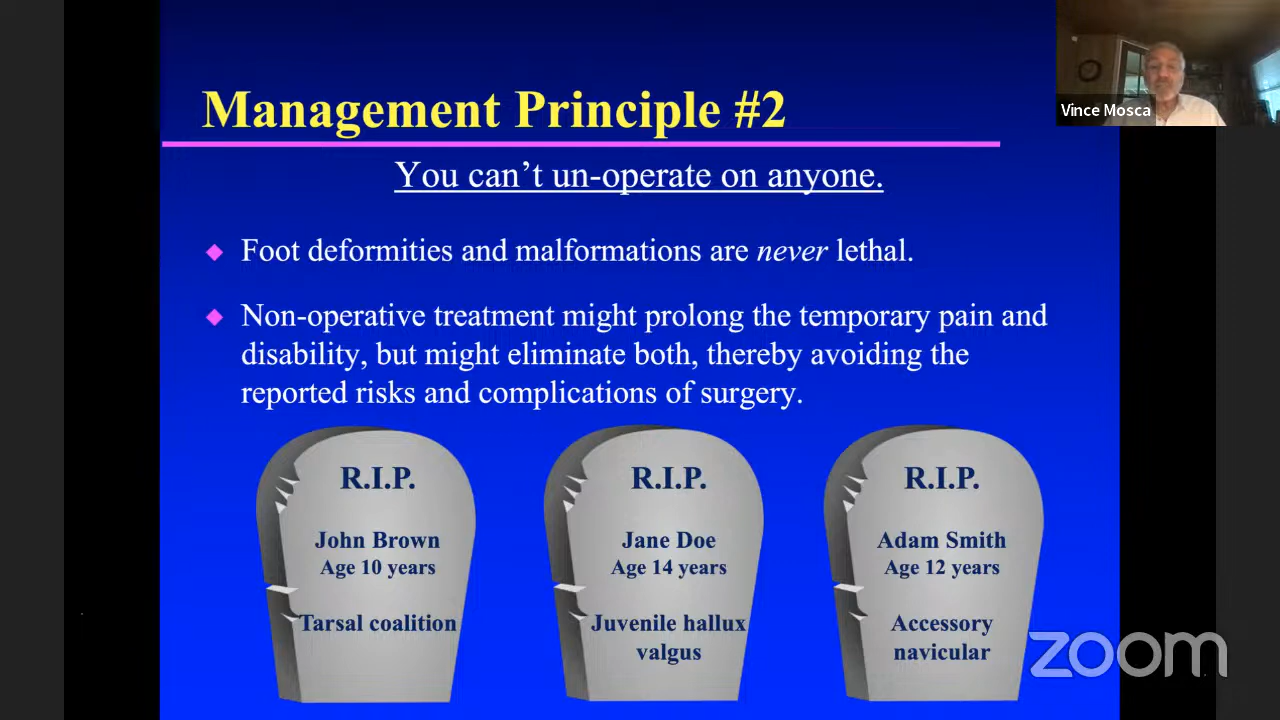 Management Principle #2
Vince Mosca
You can’t un-operate on anyone.
Foot deformities and malformations are never lethal.
Non-operative treatment might prolong the temporary pain and
disability, but might eliminate both, thereby avoiding the
reported risks and complications of surgery.
R.I.P.
John Brown
Age 10 years
Tarsal coalition
R.I.P.
Jane Doe
Age 14 years
Juvenile hallux
valgus
R.I.P.
Adam Smith
Age 12 years
Accessory
navicular
zoom